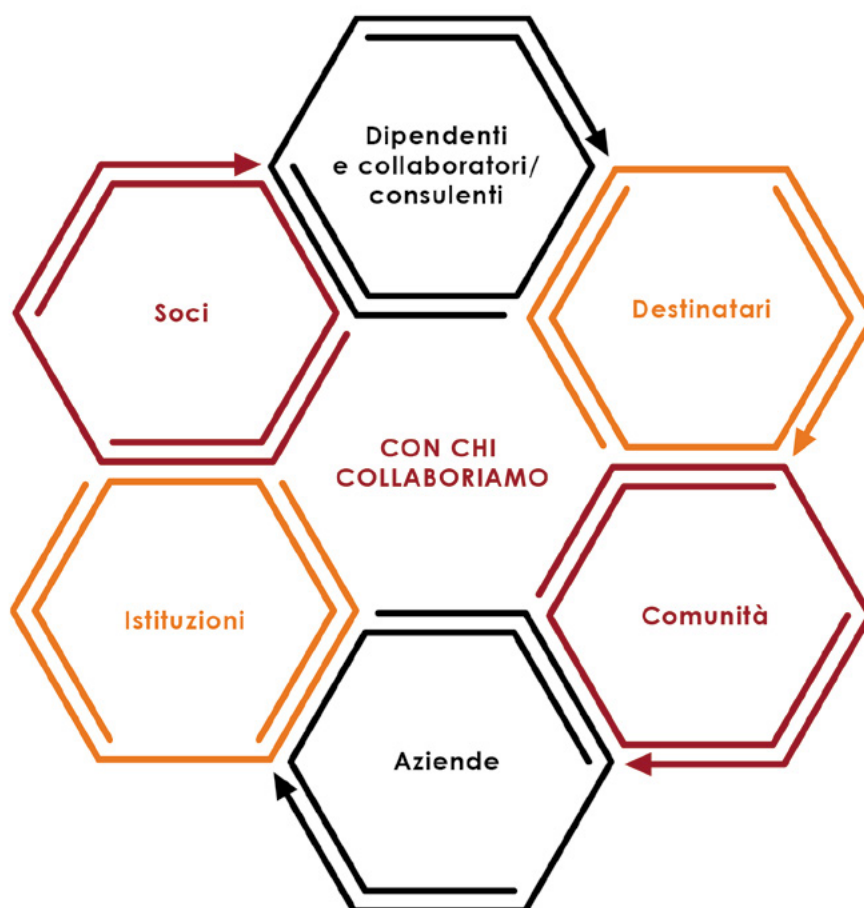 Dipendenti
e collaboratori/
consulenti
Soci
Destinatari
CON CHI
COLLABORIAMO
Istituzioni
Comunità
Aziende